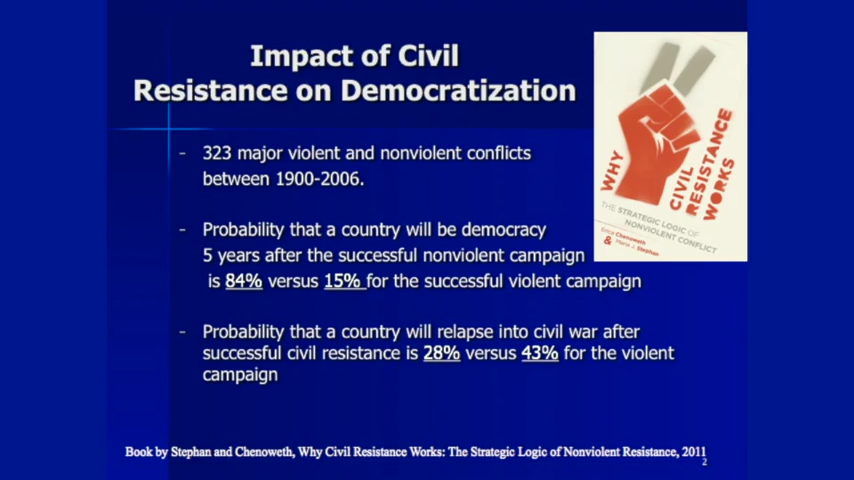 Impact of Civil
Resistance on Democratization
- 323 major violent and nonviolent conflicts
between 1900-2006.
- Probability that a country will be democracy
5 years after the successful nonviolent campaign
is 84% versus 15% for the successful violent campaign
- Probability that a country will relapse into civil war after
successful civil resistance is 28% versus 43% for the violent
campaign
WHY
CIVIL
RESISTANCE
WORKS
THE STRATEGIC LOGIC OF
NONVIOLENT CONFLICT
Erica Chenoweth
& Maria J. Stephan
Book by Stephan and Chenoweth, Why Civil Resistance Works: The Strategic Logic of Nonviolent Resistance, 2011
2